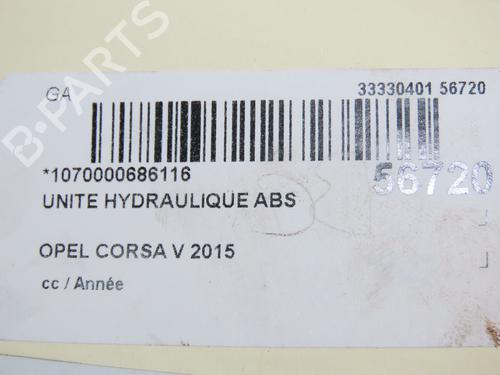 GA
33330401 56720
*1070000686116
56720
UNITE HYDRAULIQUE ABS
OPEL CORSA V 2015
cc / Année
B-PARTS